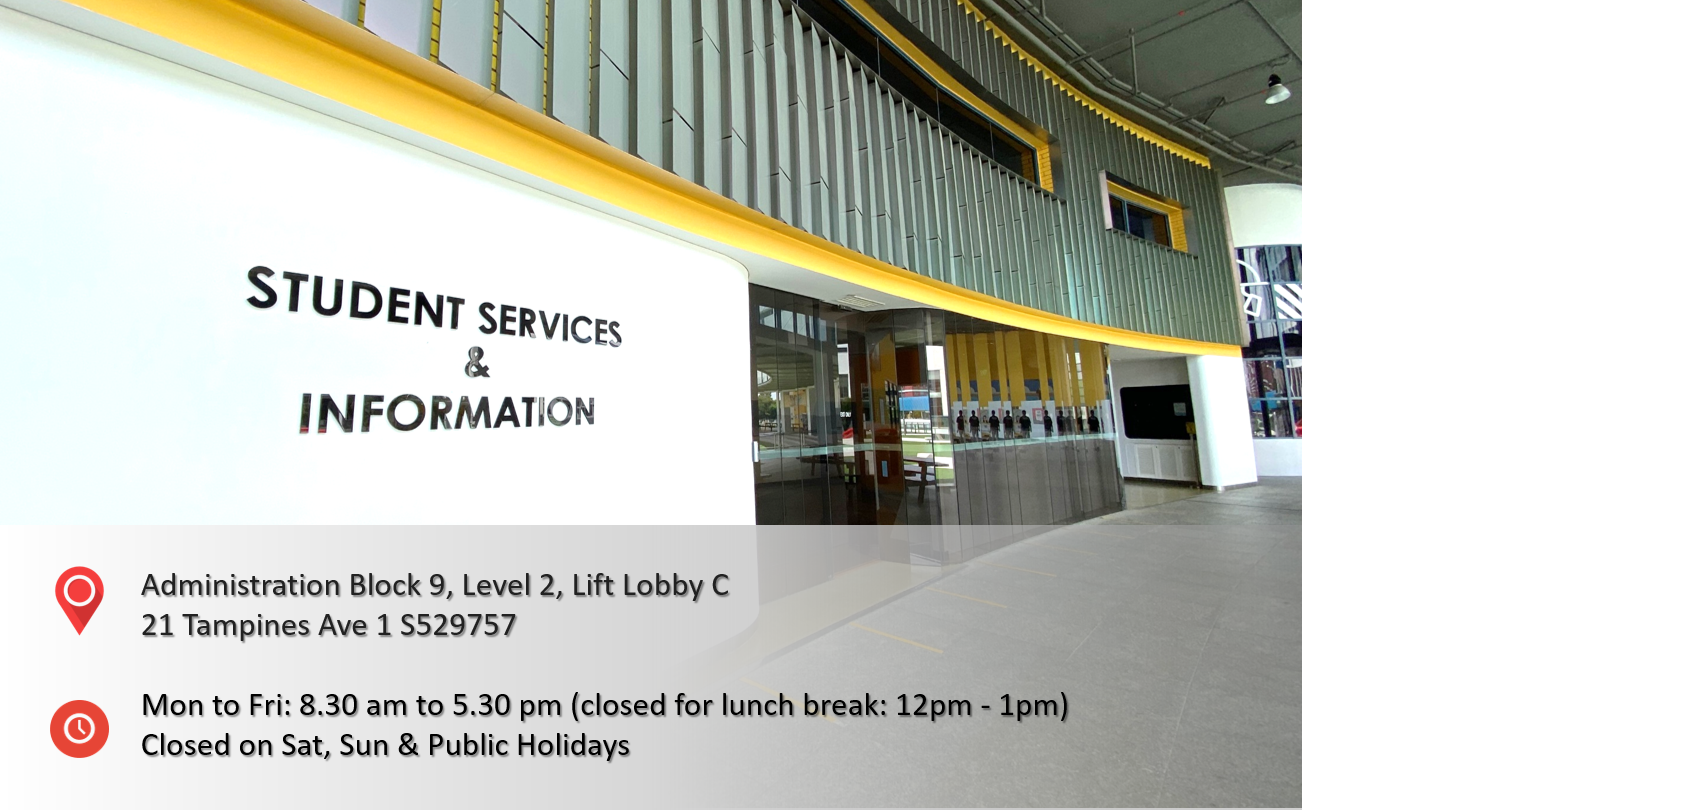 STUDENT SERVICES
&
INFORMATION
Administration Block 9, Level 2, Lift Lobby C
21 Tampines Ave 1 S529757
Mon to Fri: 8.30 am to 5.30 pm (closed for lunch break: 12pm - 1pm)
Closed on Sat, Sun & Public Holidays